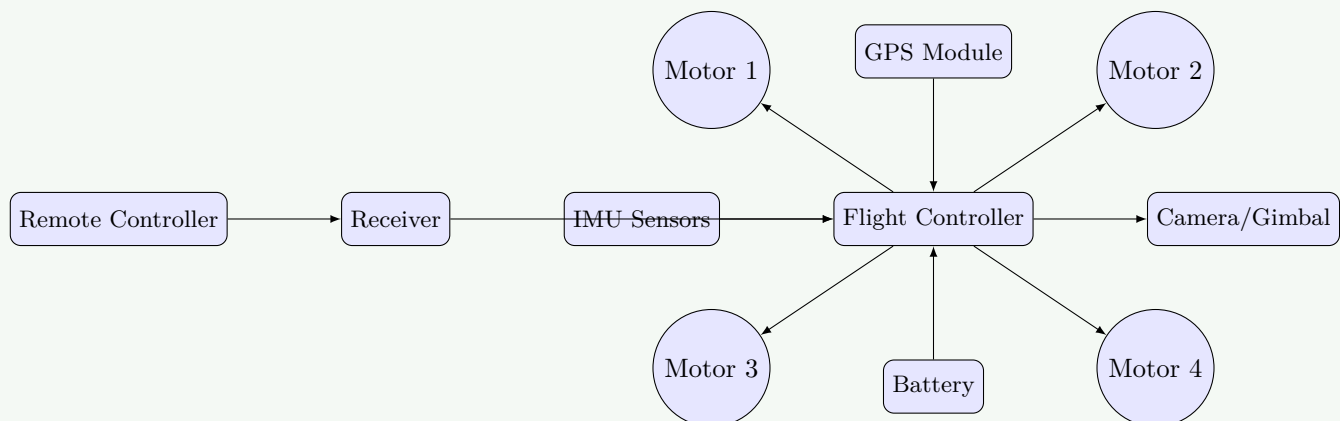 Motor 1
GPS Module
Motor 2
Remote Controller
Receiver
IMU Sensors
Flight Controller
Camera/Gimbal
Motor 3
Battery
Motor 4